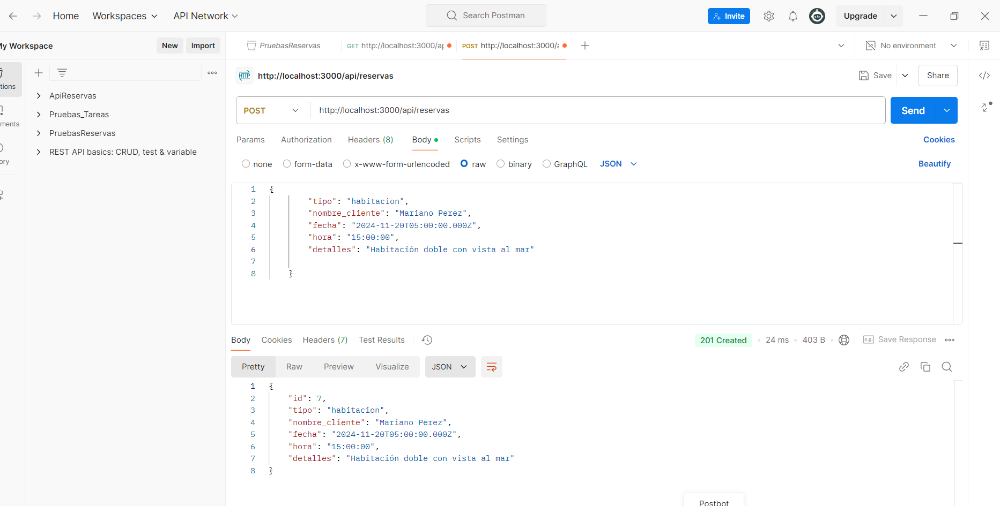 Home Workspaces API Network Search Postman Invite Upgrade
My Workspace New Import PruebasReservas GET http://localhost:3000/ap POST http://localhost:3000/a No environment
http://localhost:3000/api/reservas Save Share
tions
ApiReservas
Pruebas_Tareas
ments
PruebasReservas
REST API basics: CRUD, test & variable
ory
POST http://localhost:3000/api/reservas Send
Params Authorization Headers (8) Body Scripts Settings Cookies
none form-data x-www-form-urlencoded raw binary GraphQL JSON Beautify
1 {
2 "tipo": "habitacion",
3 "nombre_cliente": "Mariano Perez",
4 "fecha": "2024-11-20T05:00:00.000Z",
5 "hora": "15:00:00",
6 "detalles": "Habitación doble con vista al mar"
7
8 }
Body Cookies Headers (7) Test Results 201 Created 24 ms 403 B e.g. Save Response
Pretty Raw Preview Visualize JSON
1 {
2 "id": 7,
3 "tipo": "habitacion",
4 "nombre_cliente": "Mariano Perez",
5 "fecha": "2024-11-20T05:00:00.000Z",
6 "hora": "15:00:00",
7 "detalles": "Habitación doble con vista al mar"
8 }
Postbot